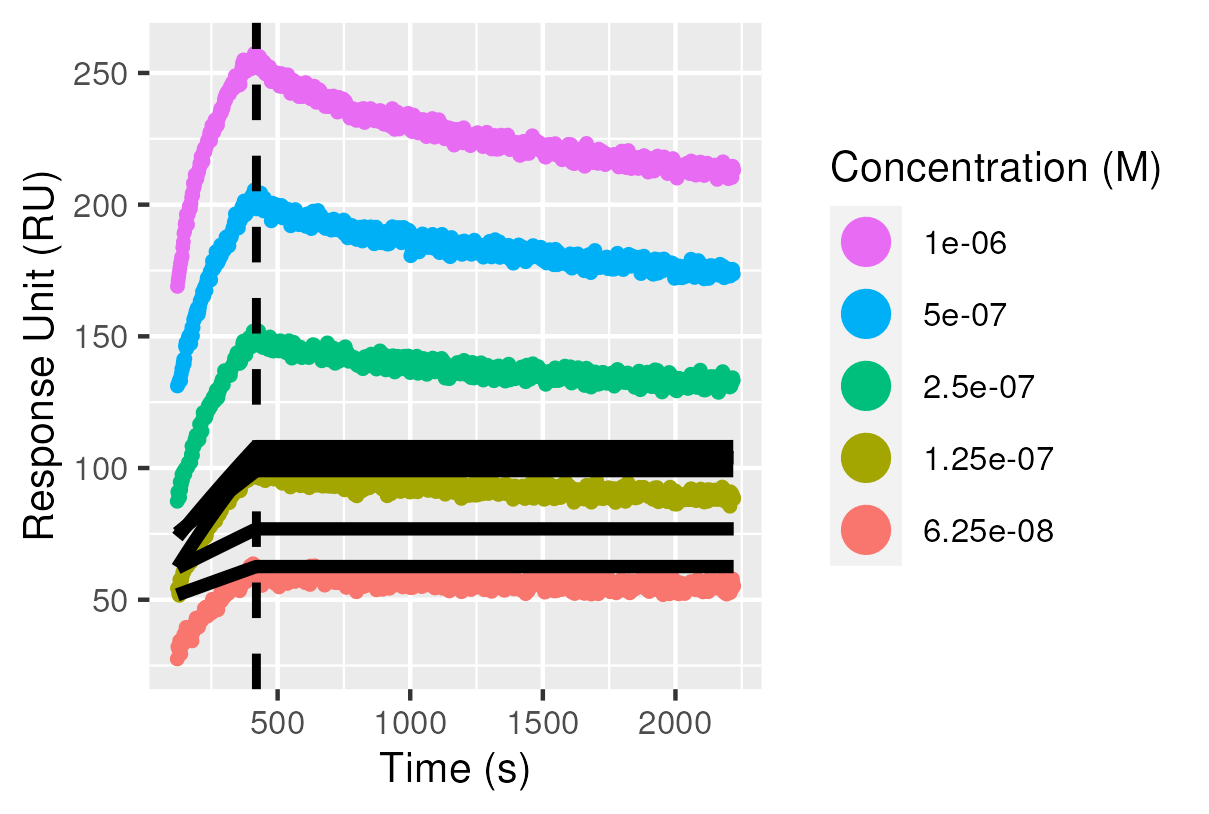 250
200
150
100
50
Response Unit (RU)
500 1000 1500 2000
Time (s)
Concentration (M)
1e-06
5e-07
2.5e-07
1.25e-07
6.25e-08